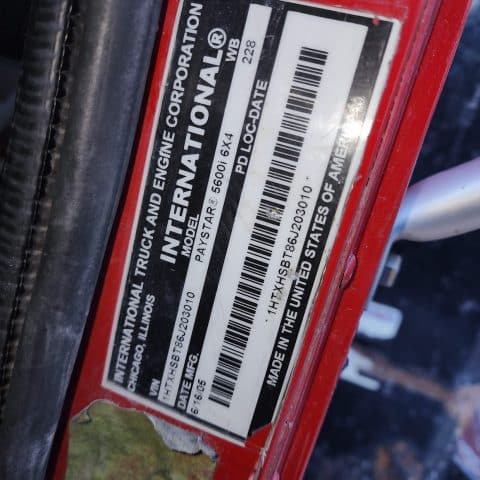 INTERNATIONAL TRUCK AND ENGINE CORPORATION
CHICAGO, ILLINOIS
INTERNATIONAL®
MODEL WB
PAYSTAR® 5600i 6X4 228
VIN
1HTXHSBT86J203010 PD LOC-DATE
DATE MFG.
6/16/05
1HTXHSBT86J203010
MADE IN THE UNITED STATES OF AMERICA